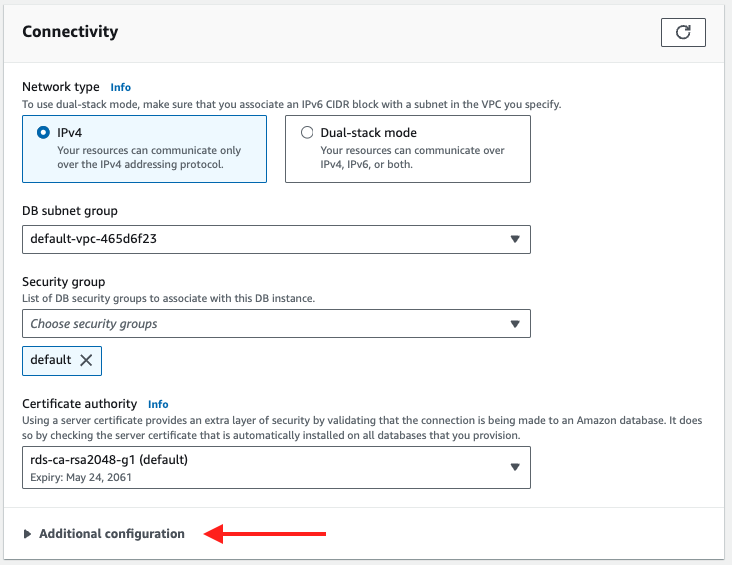 Connectivity
Network type Info
To use dual-stack mode, make sure that you associate an IPv6 CIDR block with a subnet in the VPC you specify.
IPv4
Your resources can communicate only
over the IPv4 addressing protocol.
Dual-stack mode
Your resources can communicate over
IPv4, IPv6, or both.
DB subnet group
default-vpc-465d6f23
Security group
List of DB security groups to associate with this DB instance.
Choose security groups
default
Certificate authority Info
Using a server certificate provides an extra layer of security by validating that the connection is being made to an Amazon database. It does
so by checking the server certificate that is automatically installed on all databases that you provision.
rds-ca-rsa2048-g1 (default)
Expiry: May 24, 2061
Additional configuration